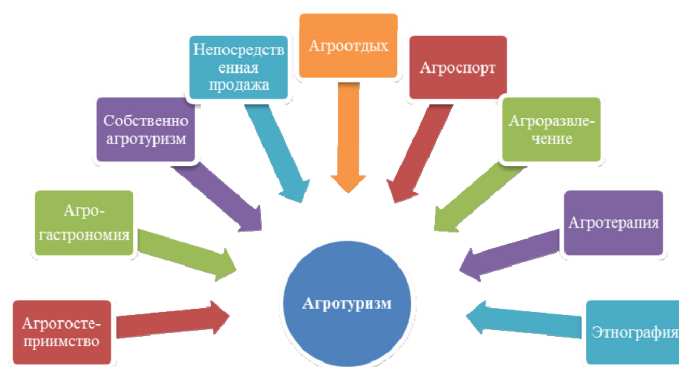 Агроотдых
Непосредств
енная
продажа
Агроспорт
Собственно
агротуризм
Агроразвле-
чение
Агро-
гастрономия
Агротерапия
Агротуризм
Агрогосте-
приимство
Этнография